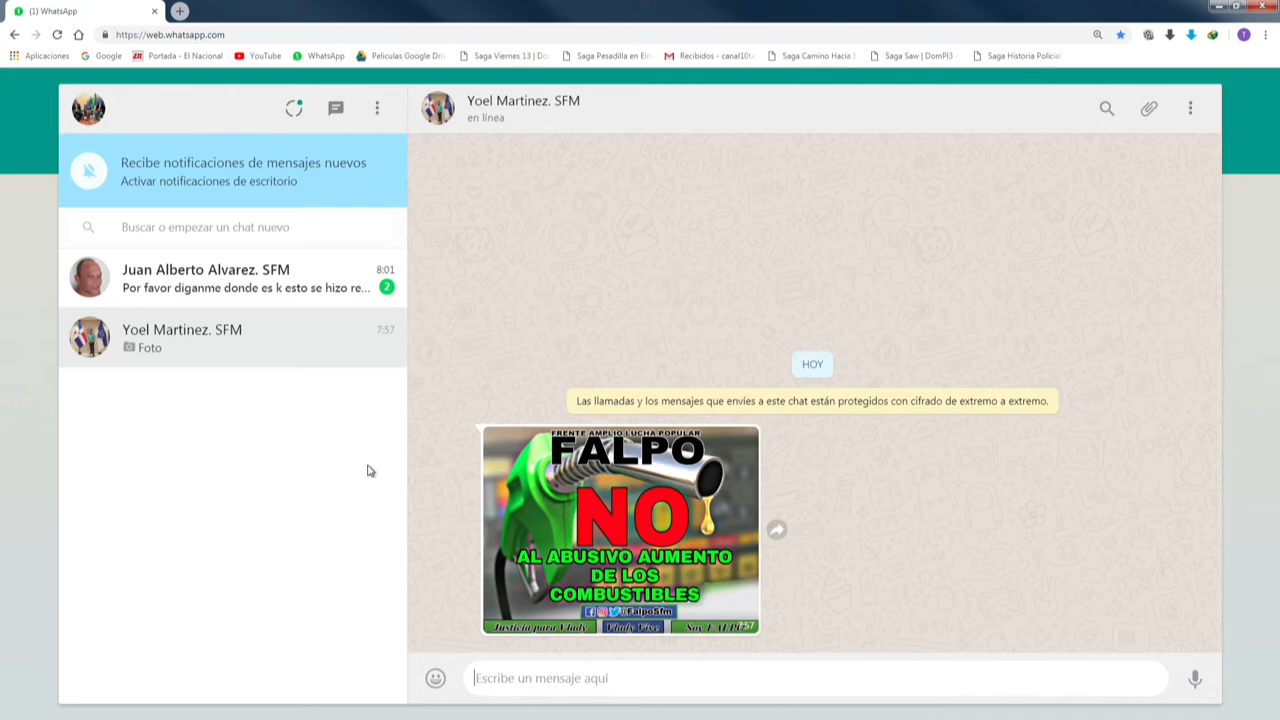 (1) WhatsApp
https://web.whatsapp.com
Aplicaciones
Google
Portada - El Nacional
YouTube
WhatsApp
Peliculas Google Driv
Saga Viernes 13 | Do
Saga Pesadilla en Elm
Recibidos - canal10t
Saga Camino Hacia E
Saga Saw | DomPl3
Saga Historia Policial
T
Yoel Martinez. SFM
en línea
Recibe notificaciones de mensajes nuevos
Activar notificaciones de escritorio
Buscar o empezar un chat nuevo
Juan Alberto Alvarez. SFM
8:01
Por favor diganme donde es k esto se hizo re...
2
Yoel Martinez. SFM
7:57
Foto
HOY
Las llamadas y los mensajes que envíes a este chat están protegidos con cifrado de extremo a extremo.
FRENTE AMPLIO LUCHA POPULAR
FALPO
NO
AL ABUSIVO AUMENTO
DE LOS
COMBUSTIBLES
@FalpoSfm
Justicia para Vlady
Vlady Vive
Soy FALPO
7:57
Escribe un mensaje aquí